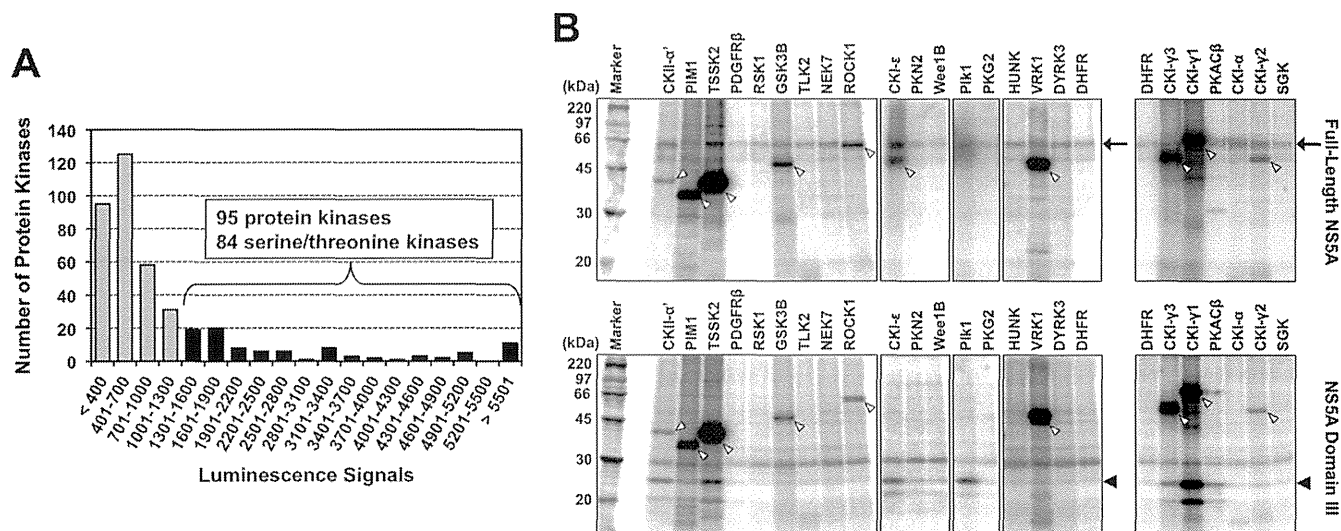 A
Number of Protein Kinases
140
120
100
80
60
40
20
0
95 protein kinases
84 serine/threonine kinases
< 400
401-700
701-1000
1001-1300
1301-1600
1601-1900
1901-2200
2201-2500
2501-2800
2801-3100
3101-3400
3401-3700
3701-4000
4001-4300
4301-4600
4601-4900
4901-5200
5201-5500
> 5501
Luminescence Signals
B
(kDa)
Marker
CKII-α'
PIM1
TSSK2
PDGFRβ
RSK1
GSK3B
TLK2
NEK7
ROCK1
CKI-ε
PKN2
Wee1B
Plk1
PKG2
HUNK
VRK1
DYRK3
DHFR
DHFR
CKI-γ3
CKI-γ1
PKACβ
CKI-α
CKI-γ2
SGK
220
97
66
45
30
20
Full-Length NS5A
(kDa)
Marker
CKII-α'
PIM1
TSSK2
PDGFRβ
RSK1
GSK3B
TLK2
NEK7
ROCK1
CKI-ε
PKN2
Wee1B
Plk1
PKG2
HUNK
VRK1
DYRK3
DHFR
DHFR
CKI-γ3
CKI-γ1
PKACβ
CKI-α
CKI-γ2
SGK
220
97
66
45
30
20
NS5A Domain III